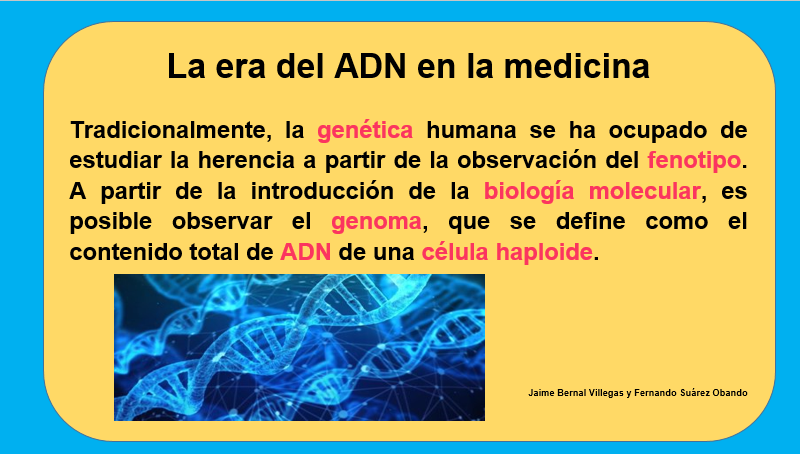 La era del ADN en la medicina
Tradicionalmente, la genética humana se ha ocupado de
estudiar la herencia a partir de la observación del fenotipo.
A partir de la introducción de la biología molecular, es
posible observar el genoma, que se define como el
contenido total de ADN de una célula haploide.
Jaime Bernal Villegas y Fernando Suárez Obando